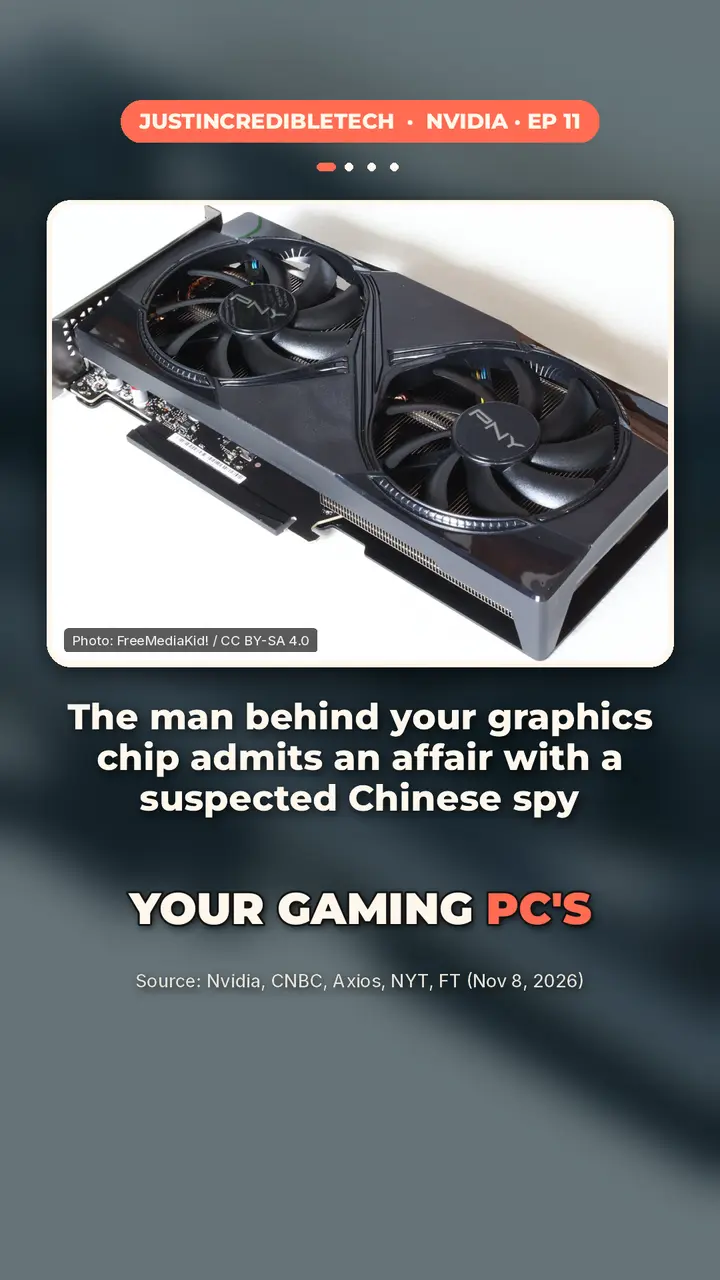 JUSTINCREDIBLETECH · NVIDIA · EP 11
PNY
PNY
Photo: FreeMediaKid! / CC BY-SA 4.0
The man behind your graphics
chip admits an affair with a
suspected Chinese spy
YOUR GAMING PC'S
Source: Nvidia, CNBC, Axios, NYT, FT (Nov 8, 2026)